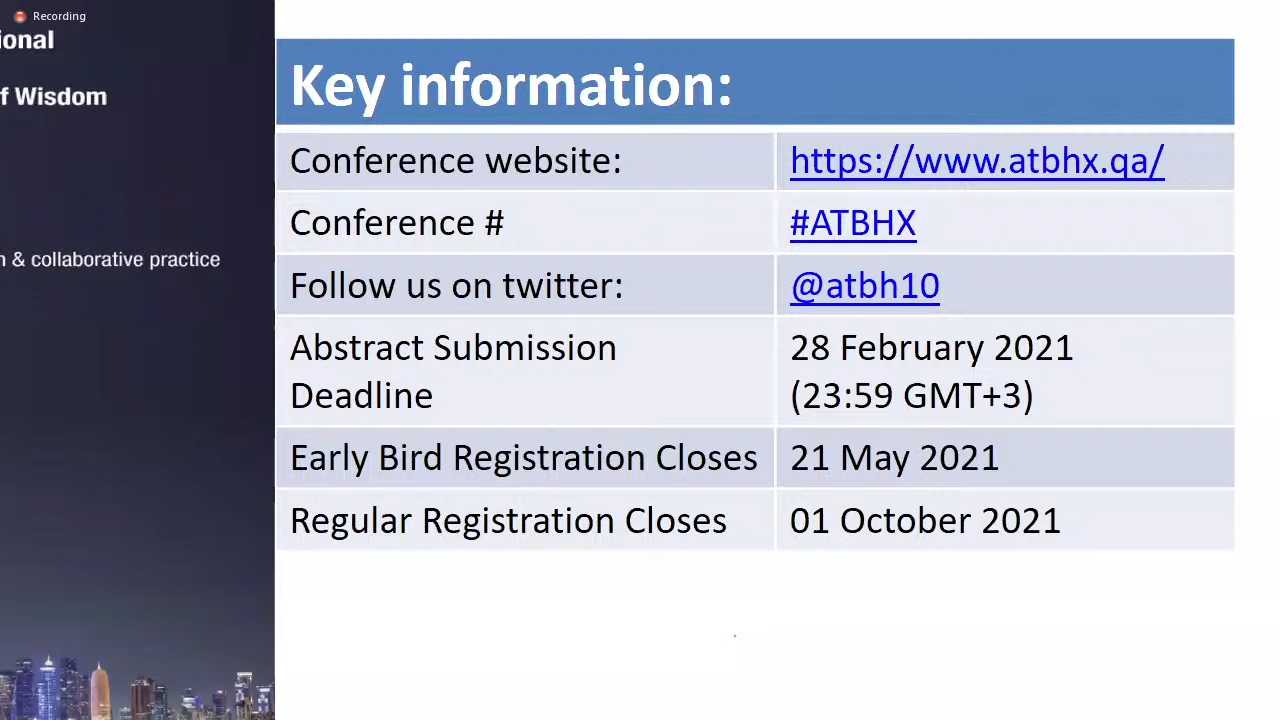 Recording
ional
f Wisdom
n & collaborative practice
Key information:
Conference website: https://www.atbhx.qa/
Conference # #ATBHX
Follow us on twitter: @atbh10
Abstract Submission Deadline 28 February 2021 (23:59 GMT+3)
Early Bird Registration Closes 21 May 2021
Regular Registration Closes 01 October 2021